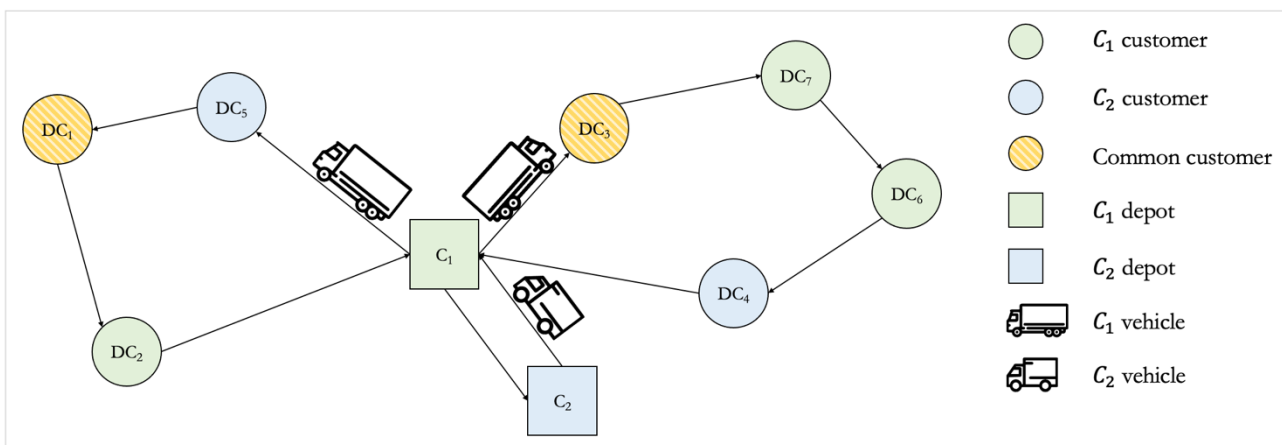 DC₁
DC₅
DC₃
DC₇
DC₆
C₁
DC₄
DC₂
C₂
C₁ customer
C₂ customer
Common customer
C₁ depot
C₂ depot
C₁ vehicle
C₂ vehicle